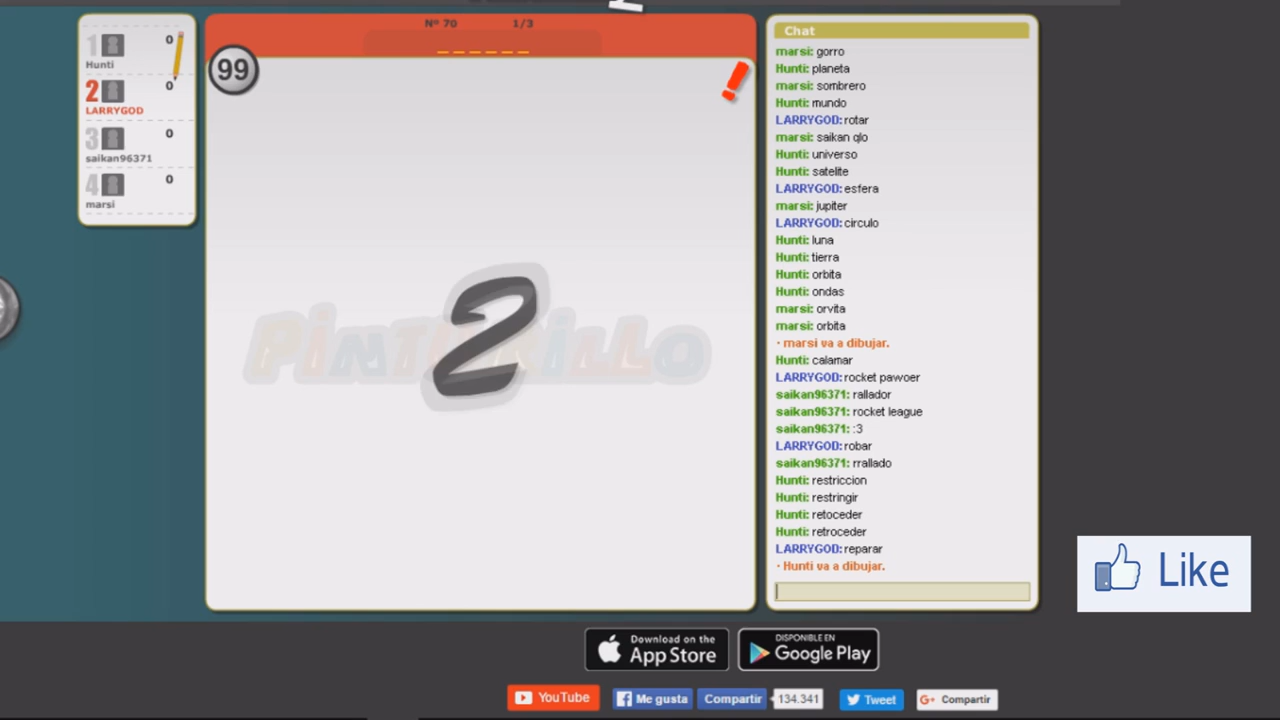 Nº 70 1/3
_ _ _ _ _ _
99
1 0
Hunti
2 0
LARRYGOD
3 0
saikan96371
4 0
marsi
PINTURILLO
2
Chat
marsi: gorro
Hunti: planeta
marsi: sombrero
Hunti: mundo
LARRYGOD: rotar
marsi: saikan qlo
Hunti: universo
Hunti: satelite
LARRYGOD: esfera
marsi: jupiter
LARRYGOD: circulo
Hunti: luna
Hunti: tierra
Hunti: orbita
Hunti: ondas
marsi: orvita
marsi: orbita
· marsi va a dibujar.
Hunti: calamar
LARRYGOD: rocket pawoer
saikan96371: rallador
saikan96371: rocket league
saikan96371: :3
LARRYGOD: robar
saikan96371: rrallado
Hunti: restriccion
Hunti: restringir
Hunti: retoceder
Hunti: retroceder
LARRYGOD: reparar
· Hunti va a dibujar.
Like
Download on the
App Store
DISPONIBLE EN
Google Play
YouTube
Me gusta
Compartir
134.341
Tweet
G+ Compartir